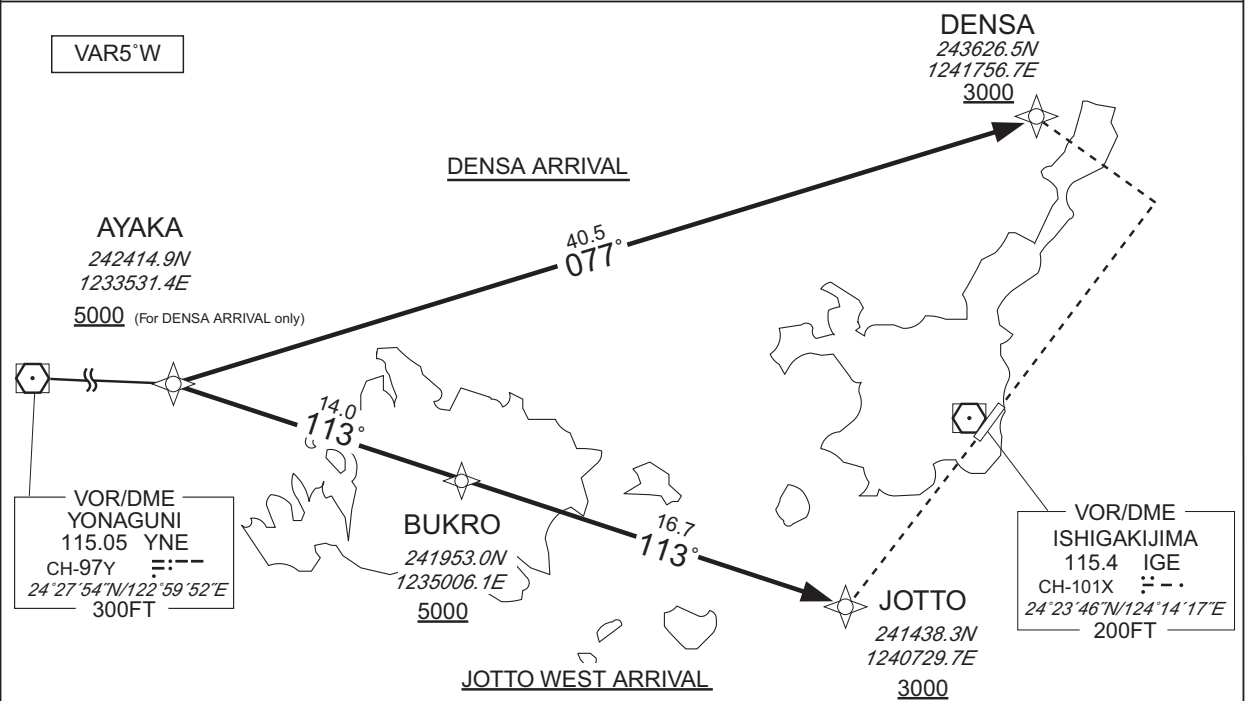 VAR5°W
DENSA
243626.5N
1241756.7E
3000
DENSA ARRIVAL
AYAKA
242414.9N
1233531.4E
5000 (For DENSA ARRIVAL only)
40.5
077°
14.0
113°
VOR/DME
YONAGUNI
115.05 YNE
CH-97Y
24°27´54˝N/122°59´52˝E
300FT
BUKRO
241953.0N
1235006.1E
5000
16.7
113°
JOTTO
241438.3N
1240729.7E
3000
VOR/DME
ISHIGAKIJIMA
115.4 IGE
CH-101X
24°23´46˝N/124°14´17˝E
200FT
JOTTO WEST ARRIVAL